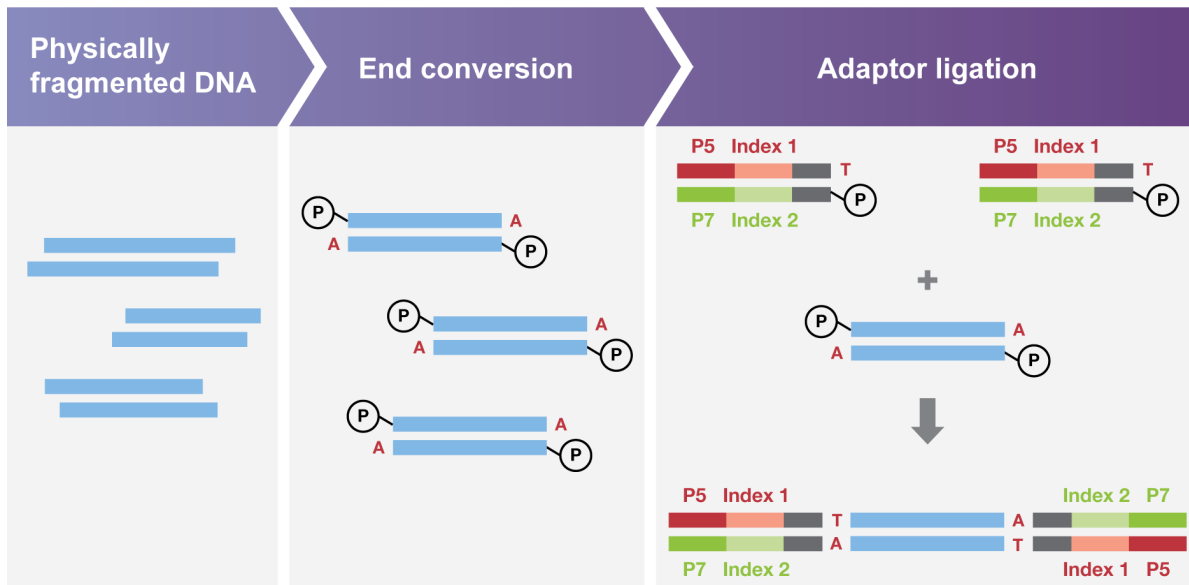 Physically
fragmented DNA
End conversion
Adaptor ligation
P A
A P
P A
A P
P A
A P
P5 Index 1 P5 Index 1
T T
P P
P7 Index 2 P7 Index 2
+
P A
A P
P5 Index 1 Index 2 P7
T A
A T
P7 Index 2 Index 1 P5